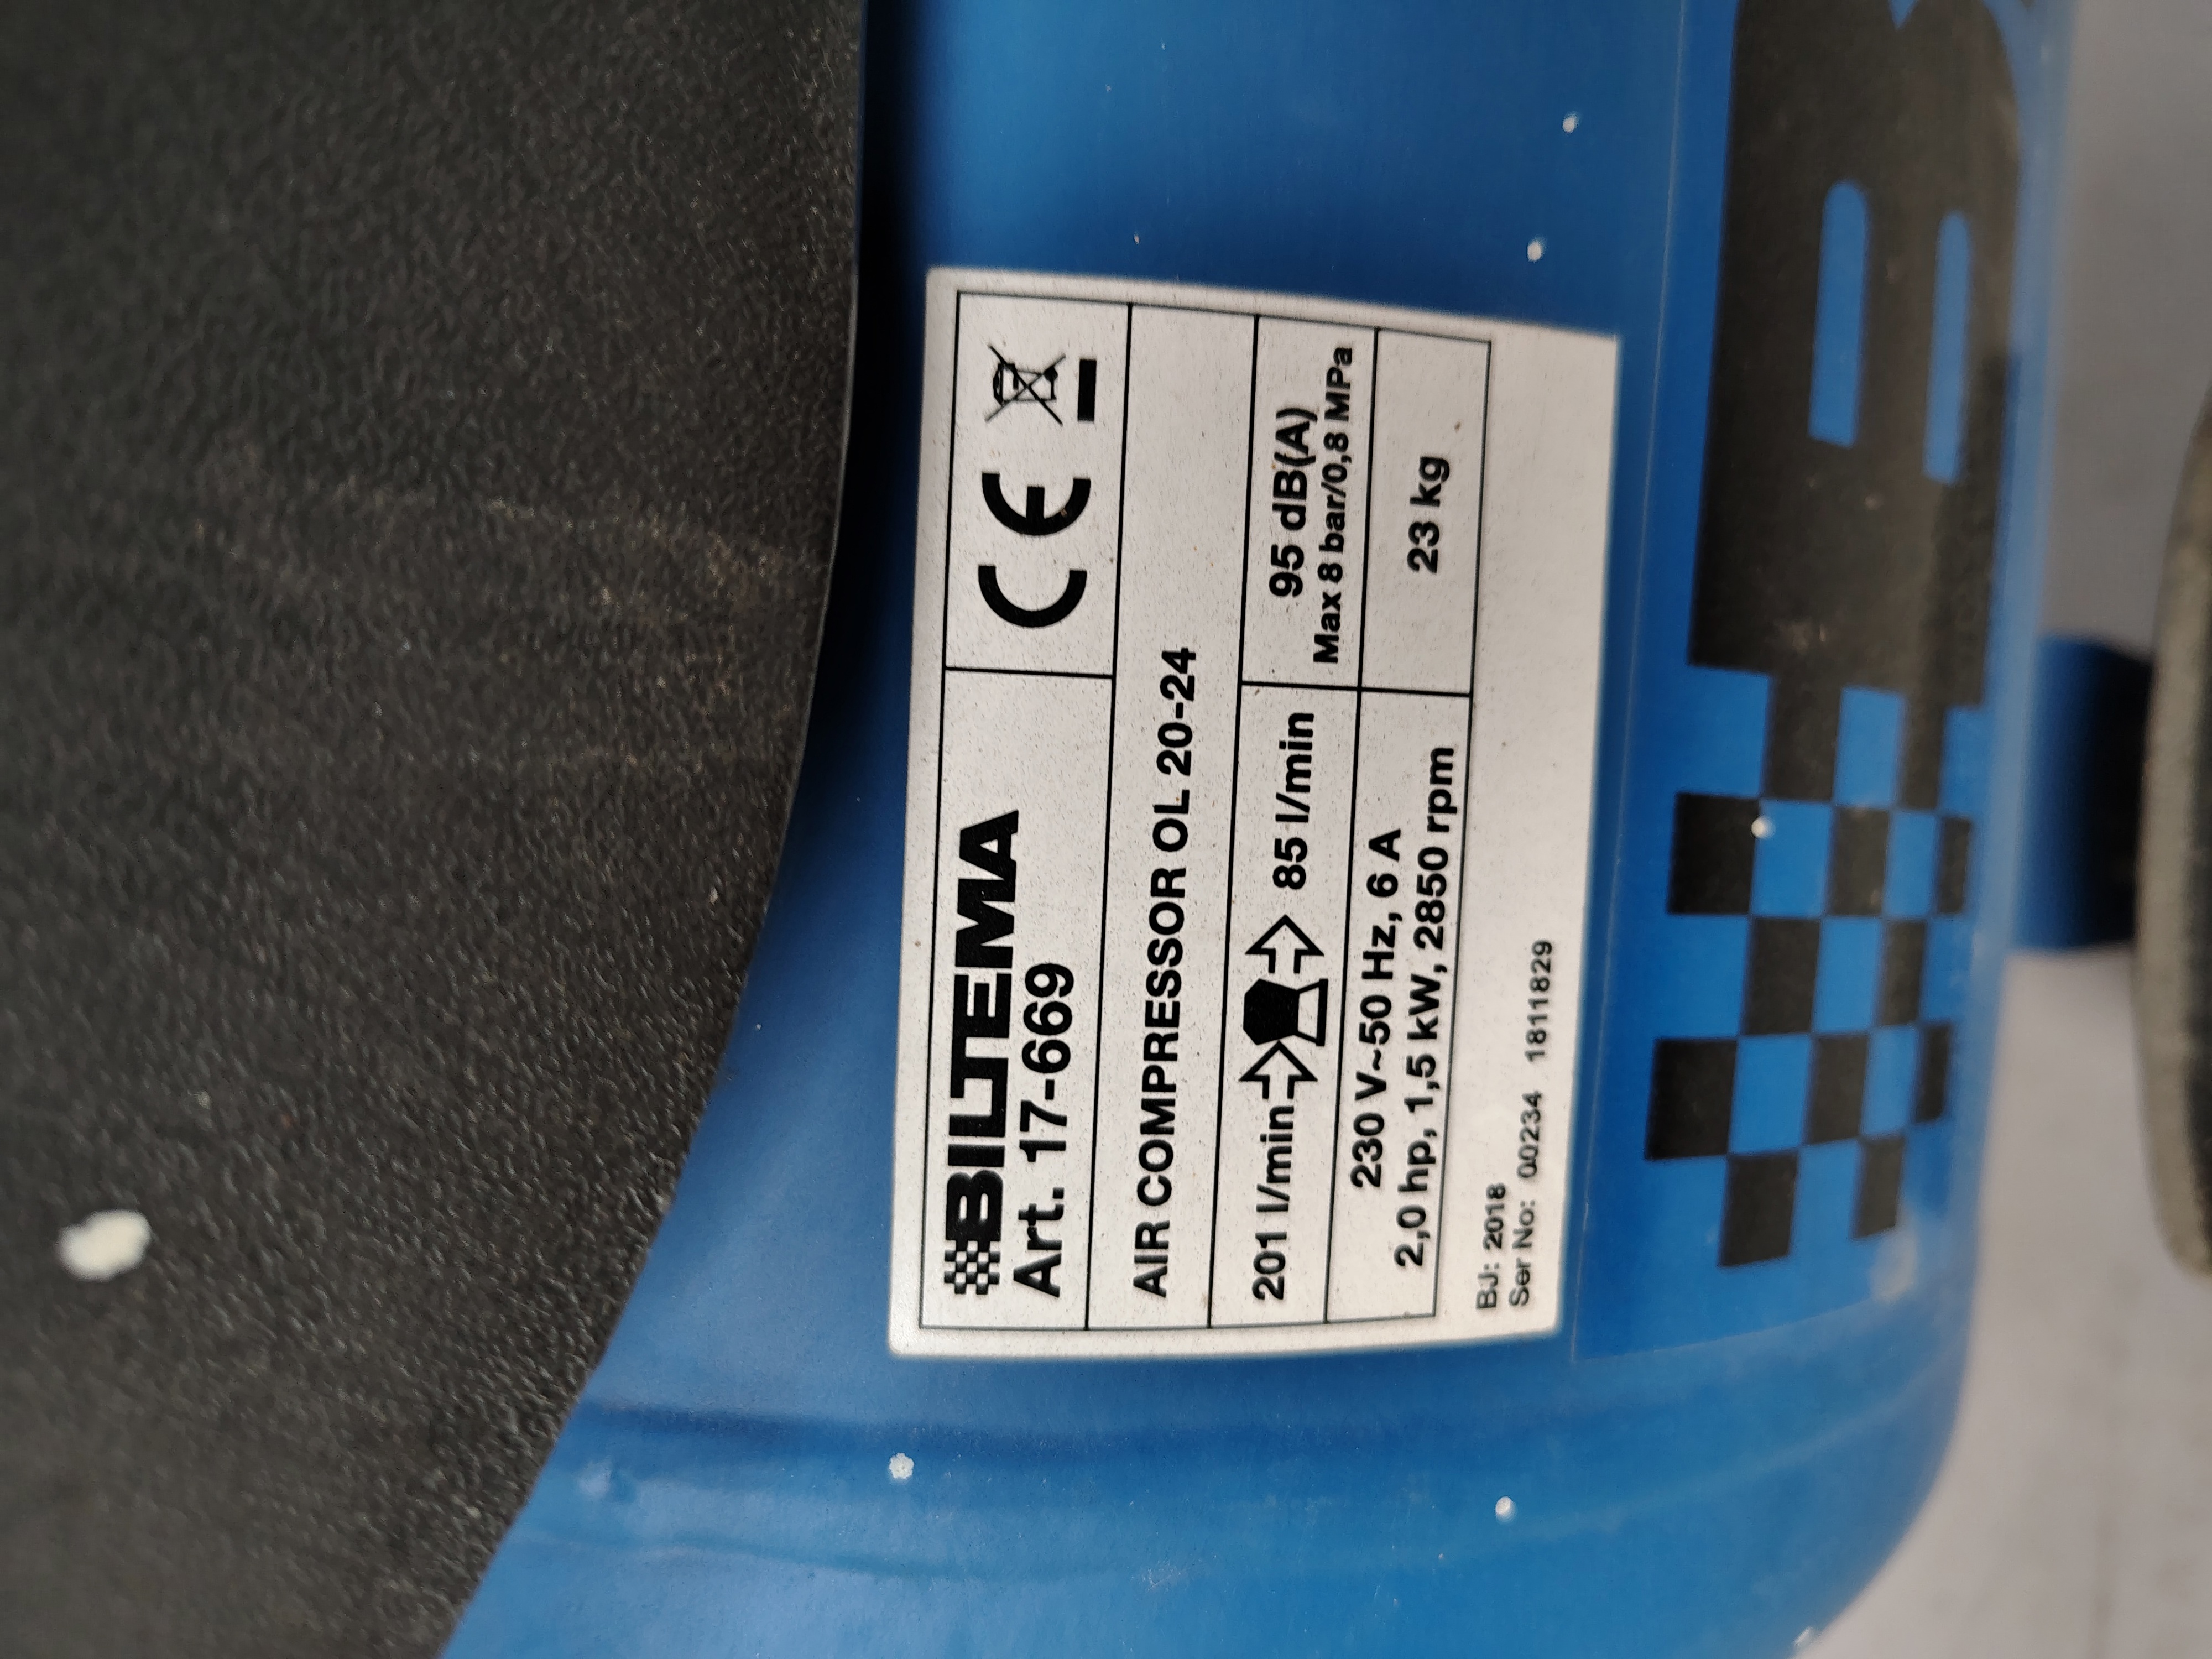 BILTEMA
Art. 17-669
CE
AIR COMPRESSOR OL 20-24
201 l/min 85 l/min
95 dB(A)
Max 8 bar/0,8 MPa
230 V~50 Hz, 6 A
2,0 hp, 1,5 kW, 2850 rpm
23 kg
BJ: 2018
Ser No: 00234 1811829